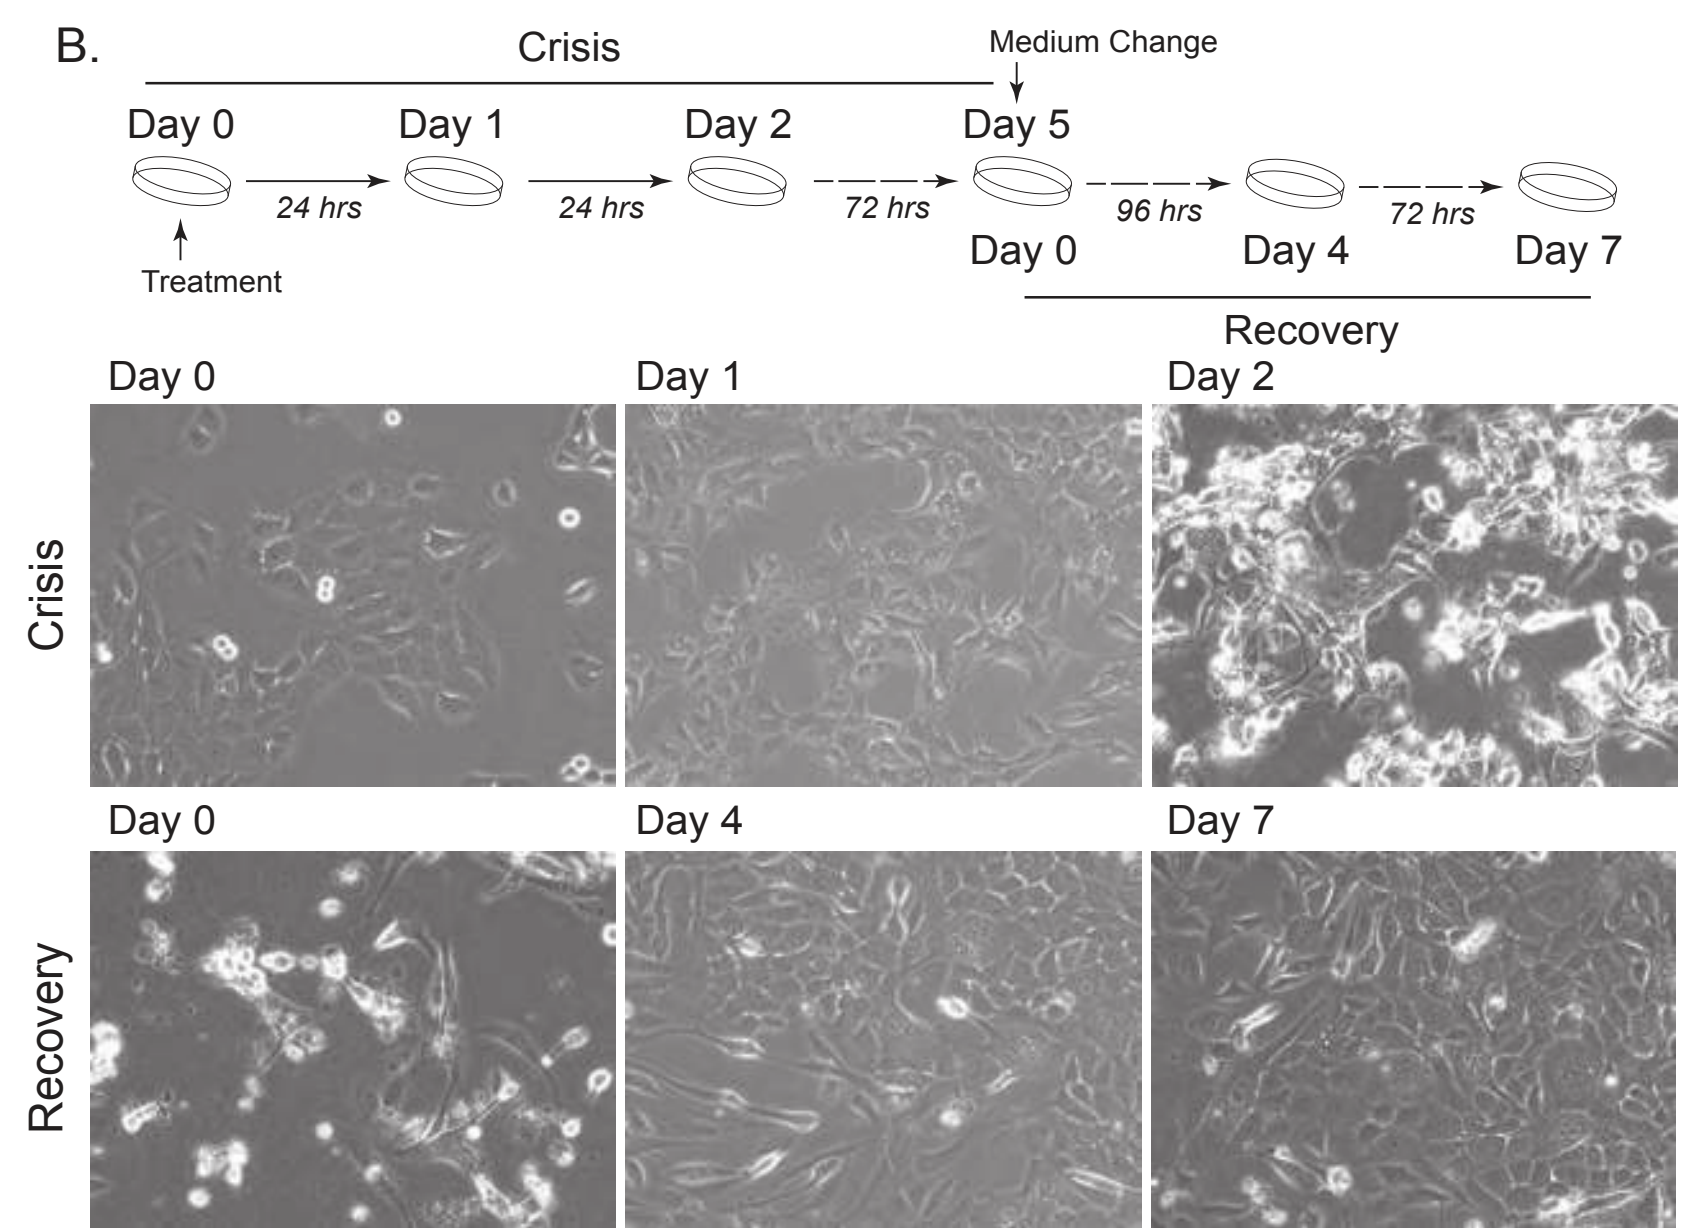 B.
Crisis
Medium Change
Day 0
Day 1
Day 2
Day 5
24 hrs
24 hrs
72 hrs
96 hrs
72 hrs
Day 0
Day 4
Day 7
Treatment
Recovery
Day 0
Day 1
Day 2
Crisis
Day 0
Day 4
Day 7
Recovery